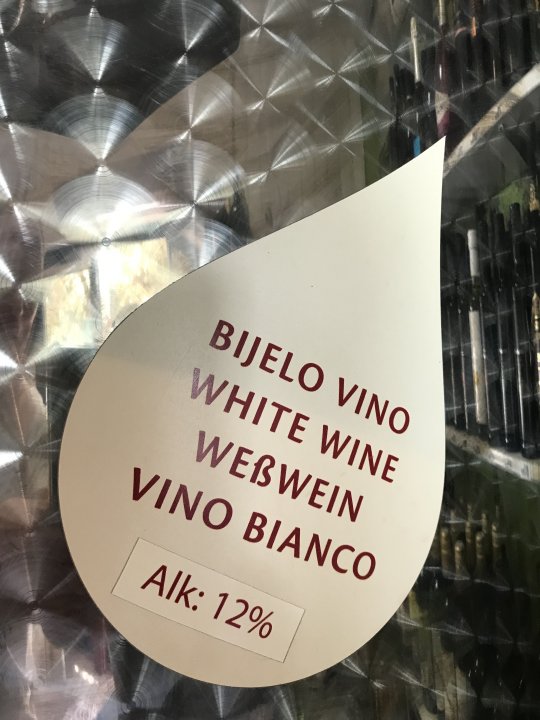 BIJELO VINO
WHITE WINE
WEßWEIN
VINO BIANCO
Alk: 12%